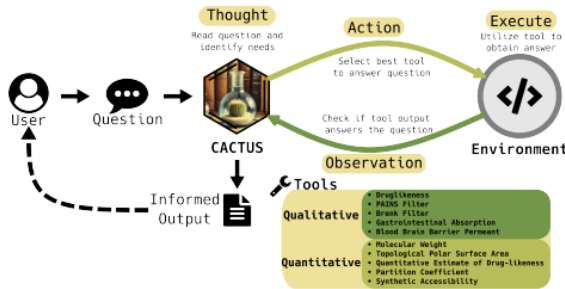 Thought
Read question and
identify needs
Action
Select best tool
to answer question
Execute
Utilize tool to
obtain answer
User
Question
CACTUS
Check if tool output
answers the question
Observation
Environment
Informed
Output
Tools
Qualitative
• Druglikeness
• PAINS Filter
• Brenk Filter
• Gastrointestinal Absorption
• Blood Brain Barrier Permeant
Quantitative
• Molecular Weight
• Topological Polar Surface Area
• Quantitative Estimate of Drug-likeness
• Partition Coefficient
• Synthetic Accessibility